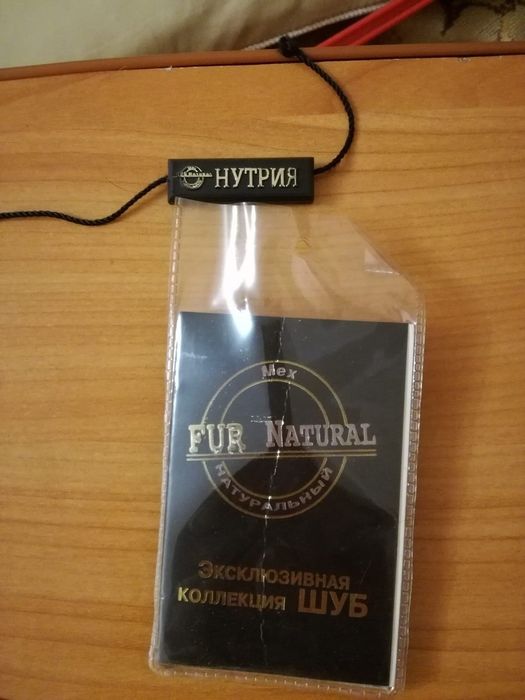 НУТРИЯ
Мех
FUR NATURAL
НАТУРАЛЬНЫЙ
Эксклюзивная
коллекция ШУБ